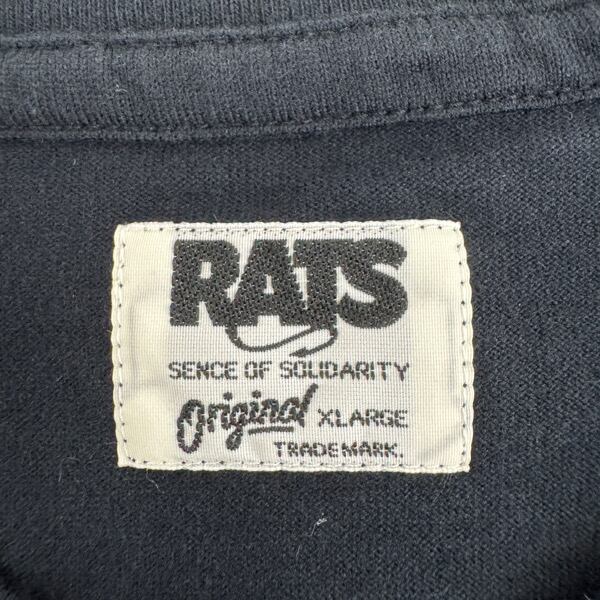 RATS
SENCE OF SOLIDARITY
Original XLARGE
TRADEMARK.